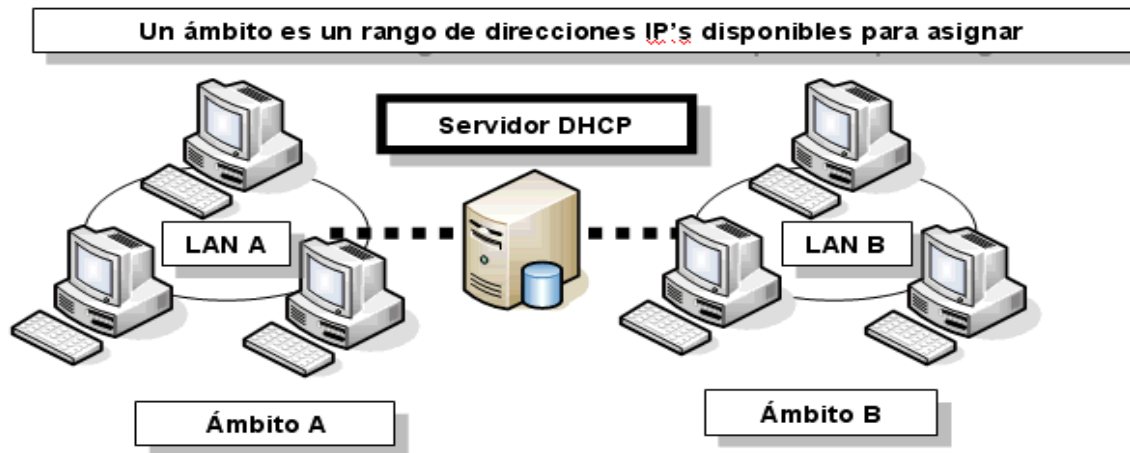 Un ámbito es un rango de direcciones IP's disponibles para asignar
Servidor DHCP
LAN A
LAN B
Ámbito A
Ámbito B